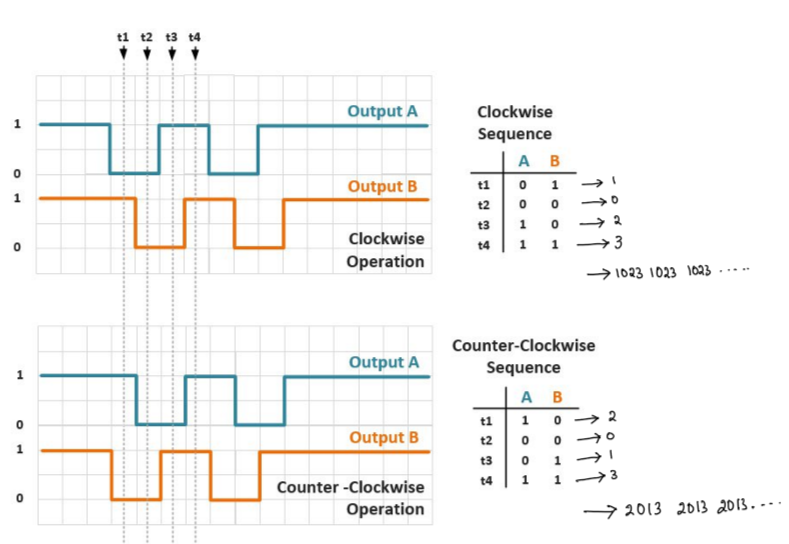 t1 t2 t3 t4
Output A
1
0
Output B
1
0
Clockwise
Operation
Clockwise
Sequence
A B
t1 0 1 → 1
t2 0 0 → 0
t3 1 0 → 2
t4 1 1 → 3
→ 1023 1023 1023 .....
Output A
1
0
Output B
1
0
Counter -Clockwise
Operation
Counter-Clockwise
Sequence
A B
t1 1 0 → 2
t2 0 0 → 0
t3 0 1 → 1
t4 1 1 → 3
→ 2013 2013 2013....